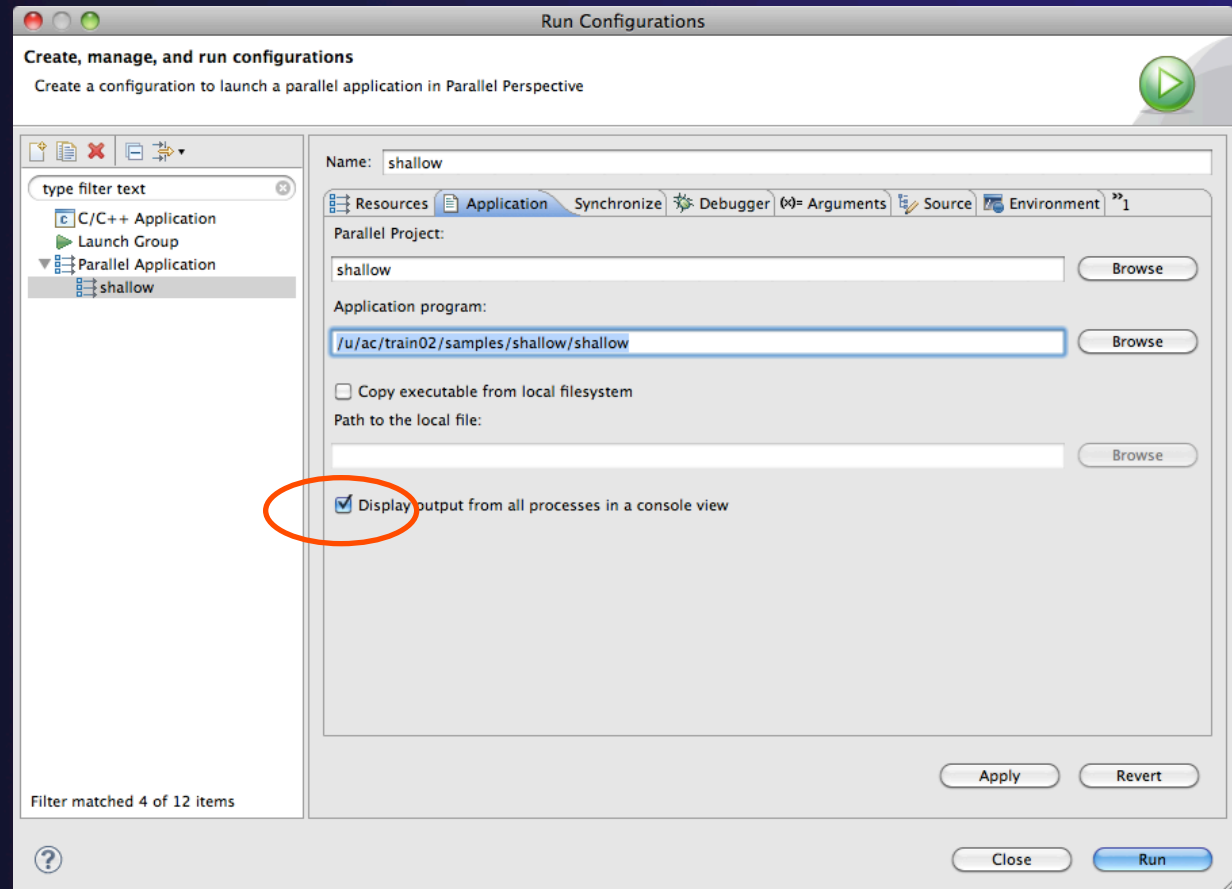 Run Configurations
Create, manage, and run configurations
Create a configuration to launch a parallel application in Parallel Perspective
type filter text
C/C++ Application
Launch Group
Parallel Application
shallow
Filter matched 4 of 12 items
Name: shallow
Resources Application Synchronize Debugger (x)= Arguments Source Environment »1
Parallel Project:
shallow Browse
Application program:
/u/ac/train02/samples/shallow/shallow Browse
Copy executable from local filesystem
Path to the local file:
Browse
Display output from all processes in a console view
Apply Revert
? Close Run